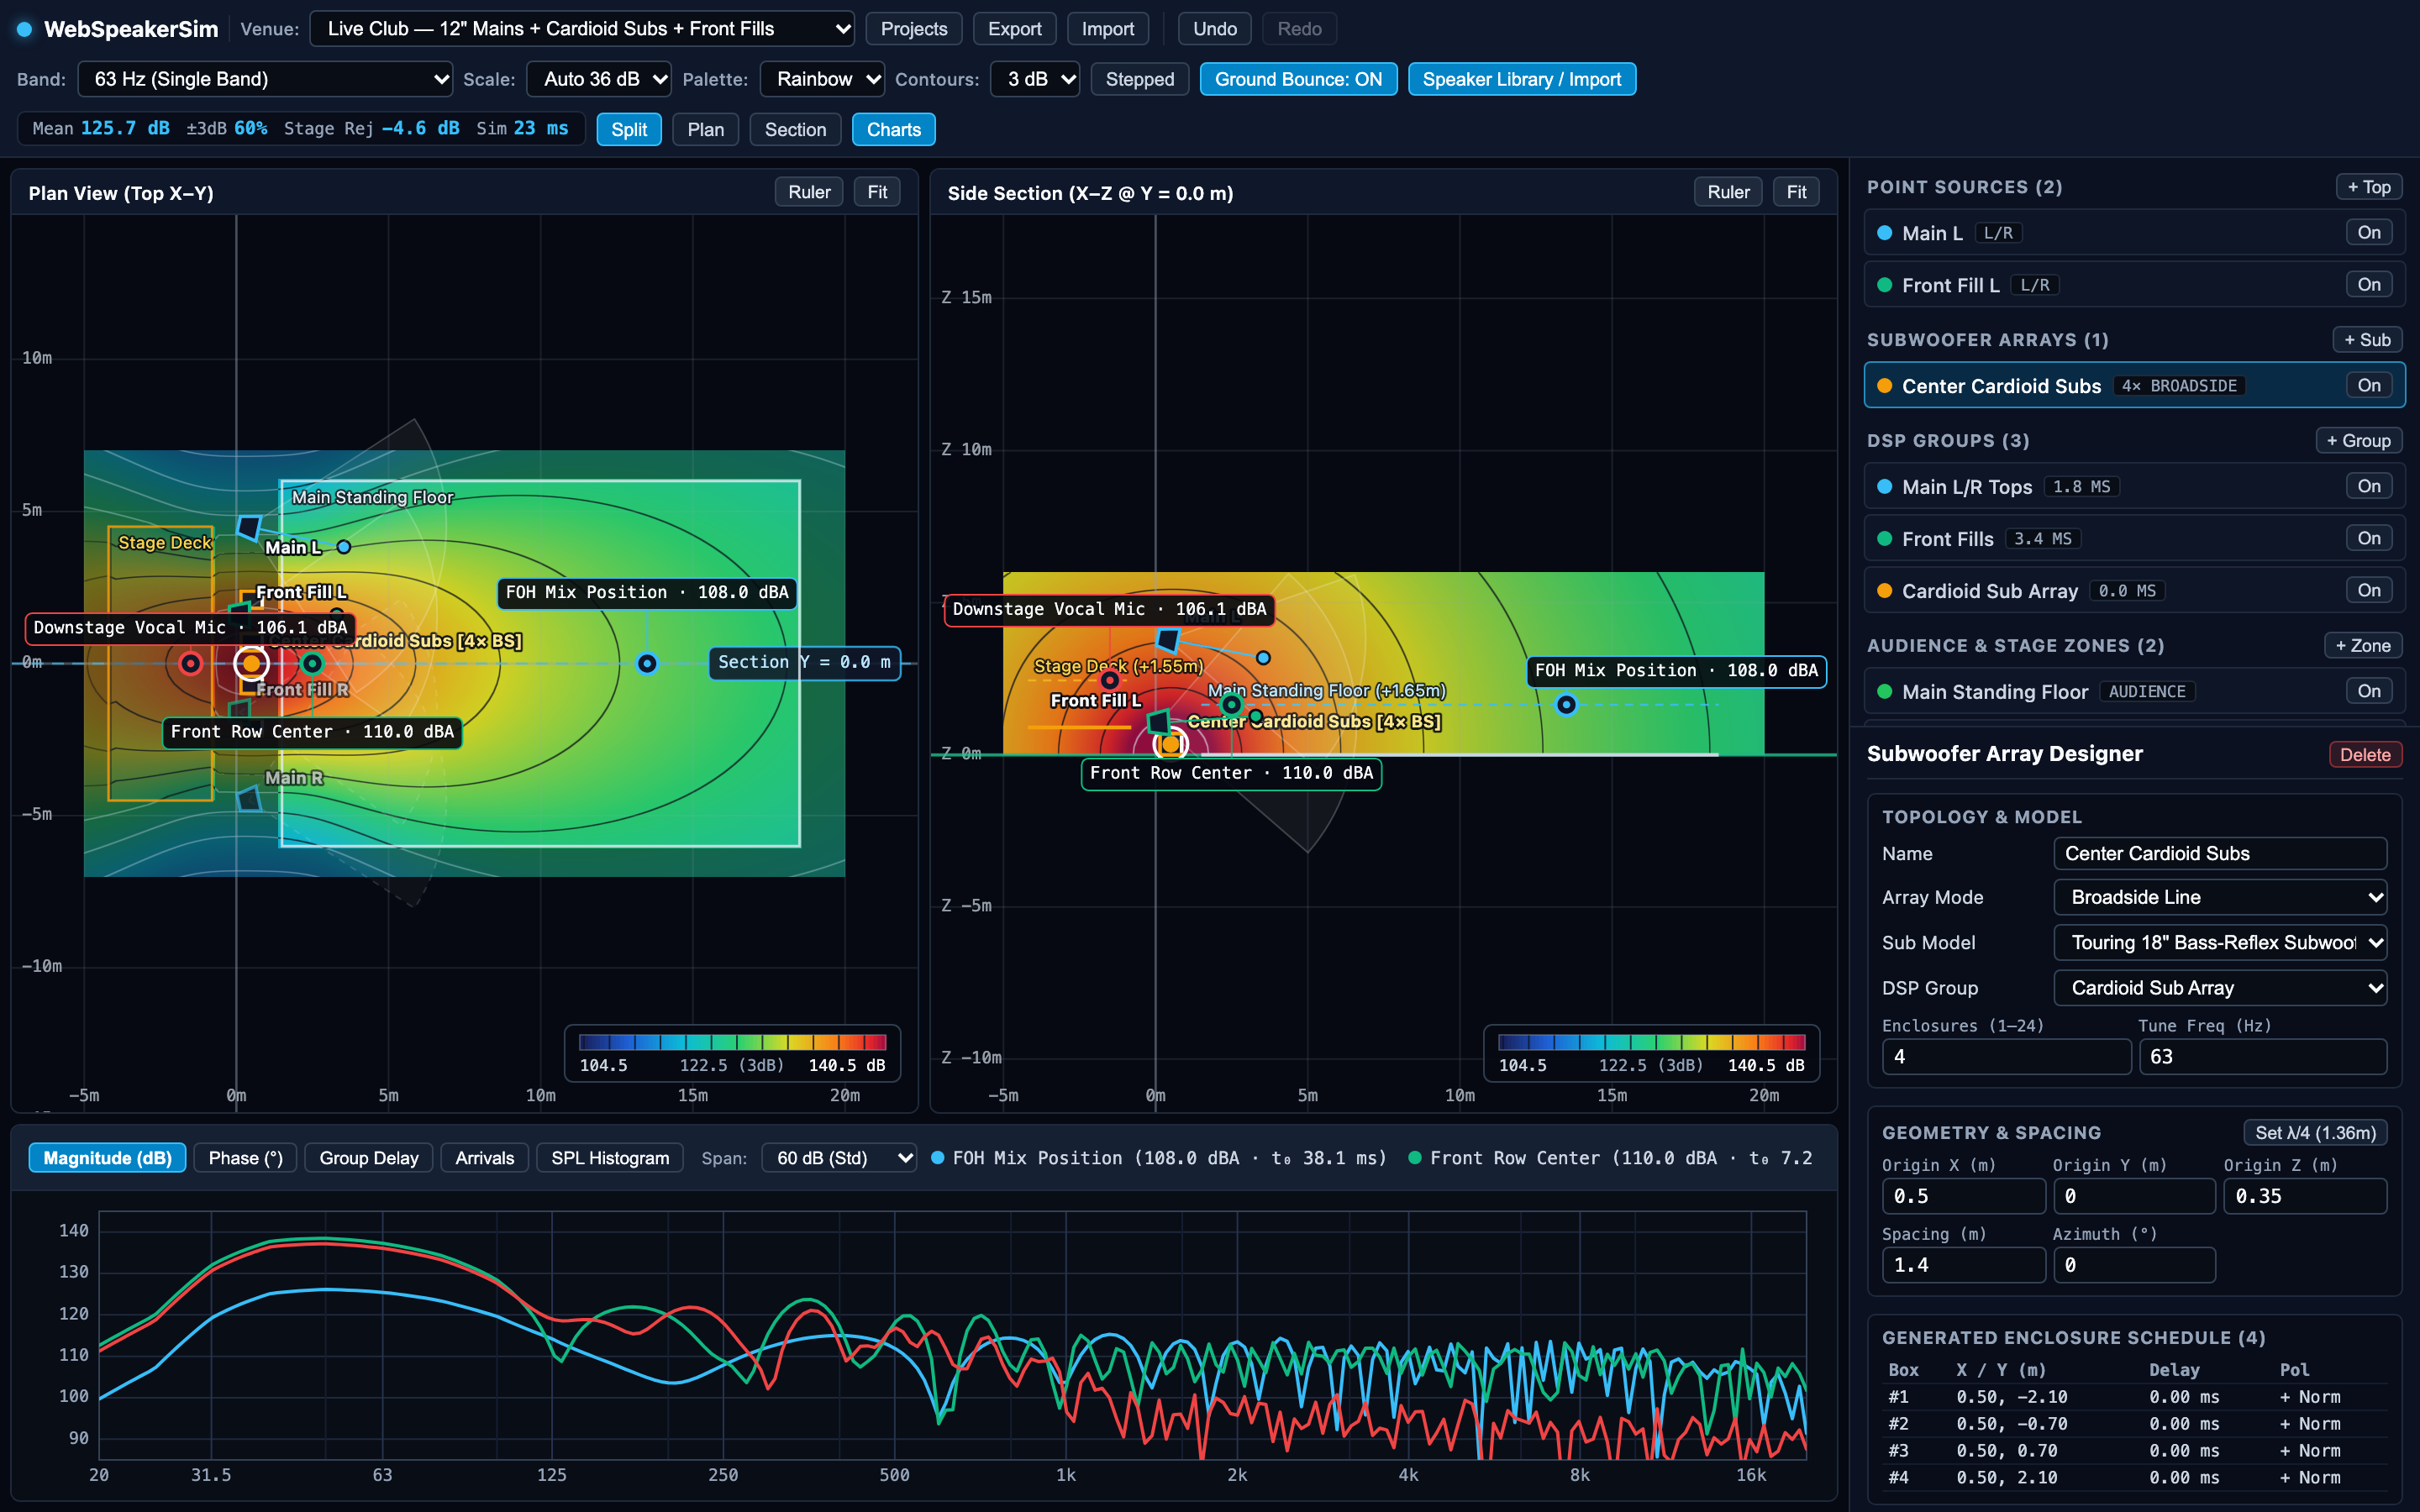 WebSpeakerSim Venue: Live Club — 12" Mains + Cardioid Subs + Front Fills Projects Export Import Undo Redo
Band: 63 Hz (Single Band) Scale: Auto 36 dB Palette: Rainbow Contours: 3 dB Stepped Ground Bounce: ON Speaker Library / Import
Mean 125.7 dB ±3dB 60% Stage Rej −4.6 dB Sim 23 ms Split Plan Section Charts
Plan View (Top X–Y) Ruler Fit
10m
5m
0m
−5m
−10m
Main Standing Floor
Stage Deck
Main L
Front Fill L
FOH Mix Position · 108.0 dBA
Downstage Vocal Mic · 106.1 dBA
Center Cardioid Subs [4× BS]
Section Y = 0.0 m
Front Fill R
Front Row Center · 110.0 dBA
Main R
104.5 122.5 (3dB) 140.5 dB
−5m 0m 5m 10m 15m 20m
Side Section (X–Z @ Y = 0.0 m) Ruler Fit
Z 15m
Z 10m
Downstage Vocal Mic · 106.1 dBA
Main L
Stage Deck (+1.55m)
FOH Mix Position · 108.0 dBA
Front Fill L
Main Standing Floor (+1.65m)
Center Cardioid Subs [4× BS]
Z 0m
Front Row Center · 110.0 dBA
Z −5m
Z −10m
104.5 122.5 (3dB) 140.5 dB
−5m 0m 5m 10m 15m 20m
Magnitude (dB) Phase (°) Group Delay Arrivals SPL Histogram Span: 60 dB (Std) FOH Mix Position (108.0 dBA · t₀ 38.1 ms) Front Row Center (110.0 dBA · t₀ 7.2
140
130
120
110
100
90
20 31.5 63 125 250 500 1k 2k 4k 8k 16k
POINT SOURCES (2) + Top
Main L L/R On
Front Fill L L/R On
SUBWOOFER ARRAYS (1) + Sub
Center Cardioid Subs 4× BROADSIDE On
DSP GROUPS (3) + Group
Main L/R Tops 1.8 MS On
Front Fills 3.4 MS On
Cardioid Sub Array 0.0 MS On
AUDIENCE & STAGE ZONES (2) + Zone
Main Standing Floor AUDIENCE On
Subwoofer Array Designer Delete
TOPOLOGY & MODEL
Name Center Cardioid Subs
Array Mode Broadside Line
Sub Model Touring 18" Bass-Reflex Subwoof
DSP Group Cardioid Sub Array
Enclosures (1–24) Tune Freq (Hz)
4 63
GEOMETRY & SPACING Set λ/4 (1.36m)
Origin X (m) Origin Y (m) Origin Z (m)
0.5 0 0.35
Spacing (m) Azimuth (°)
1.4 0
GENERATED ENCLOSURE SCHEDULE (4)
Box X / Y (m) Delay Pol
#1 0.50, −2.10 0.00 ms + Norm
#2 0.50, −0.70 0.00 ms + Norm
#3 0.50, 0.70 0.00 ms + Norm
#4 0.50, 2.10 0.00 ms + Norm